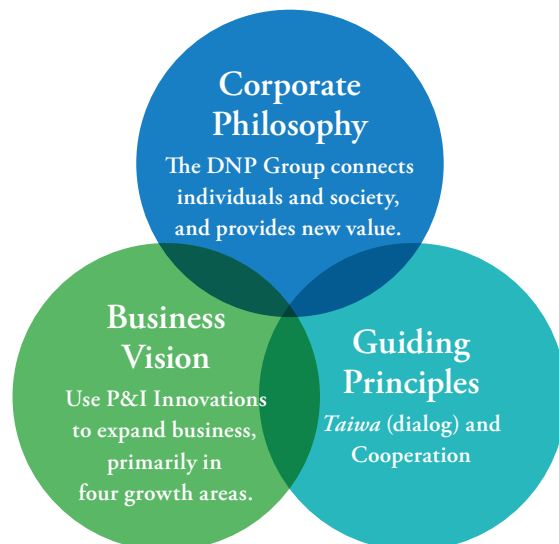 Corporate
Philosophy
The DNP Group connects
individuals and society,
and provides new value.
Business
Vision
Use P&I Innovations
to expand business,
primarily in
four growth areas.
Guiding
Principles
Taiwa (dialog) and
Cooperation